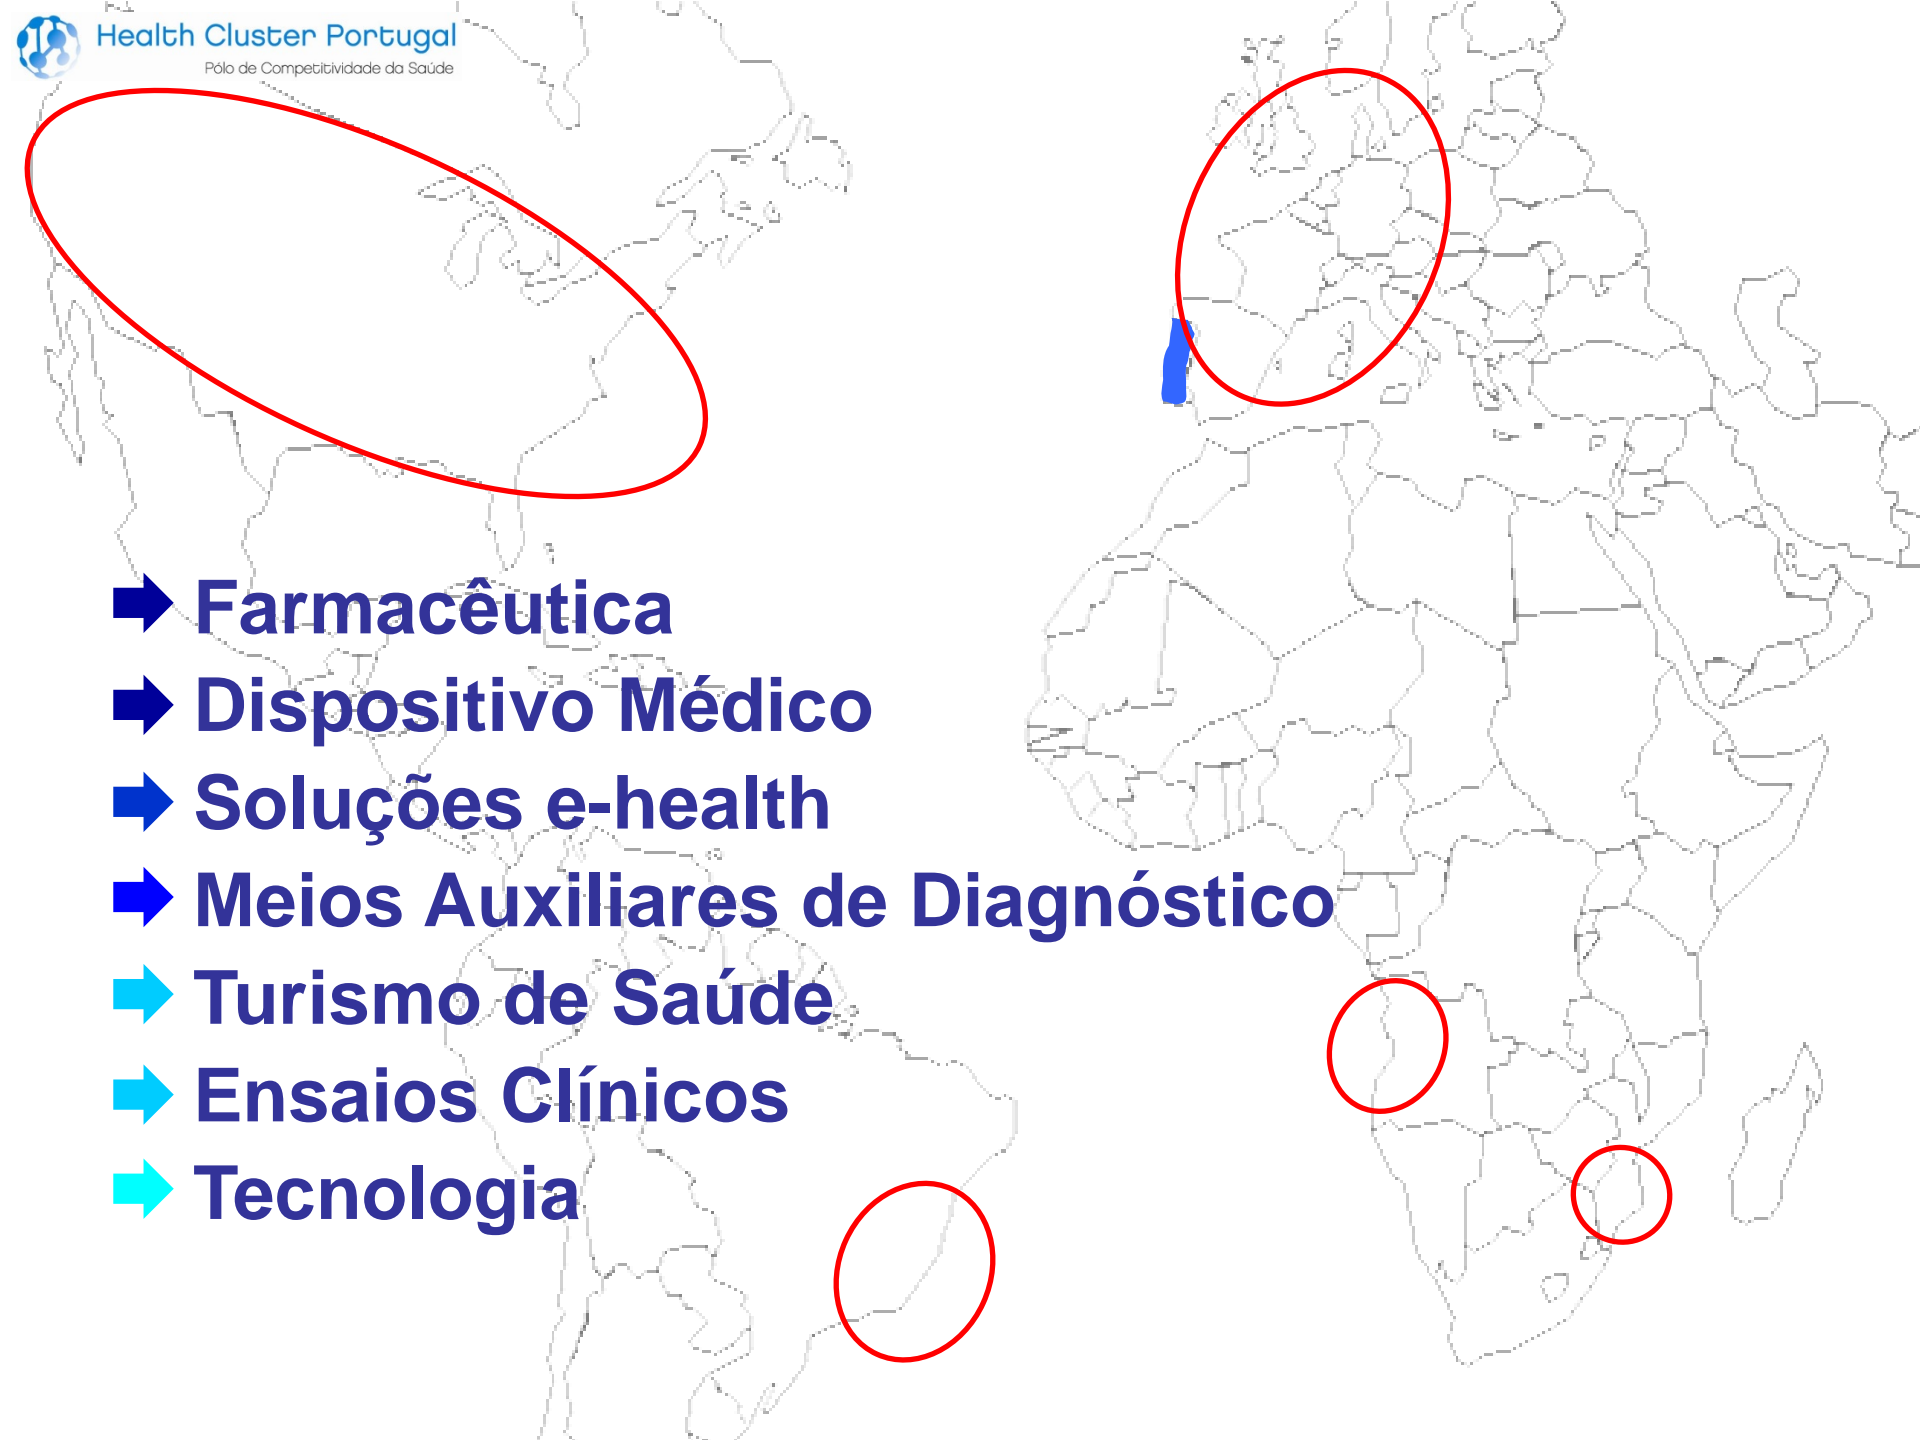 Health Cluster Portugal
Pólo de Competitividade da Saúde
Farmacêutica
Dispositivo Médico
Soluções e-health
Meios Auxiliares de Diagnóstico
Turismo de Saúde
Ensaios Clínicos
Tecnologia